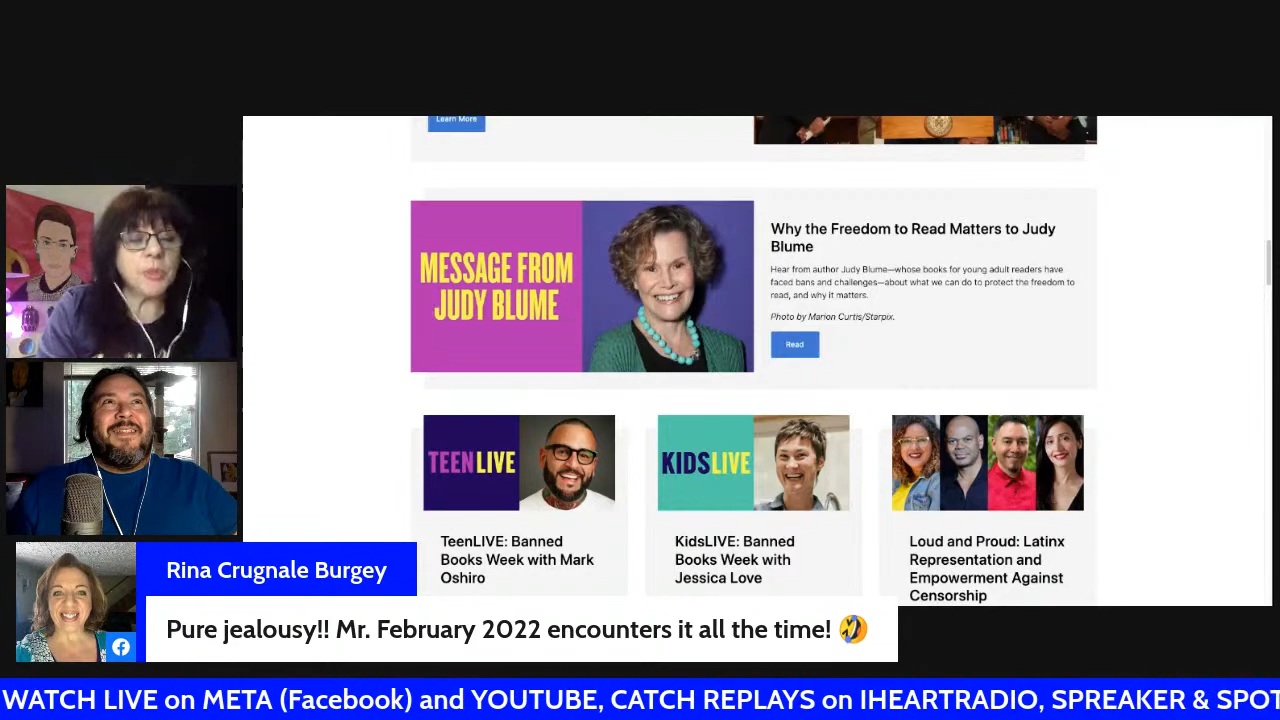 Learn More
MESSAGE FROM
JUDY BLUME
Why the Freedom to Read Matters to Judy
Blume
Hear from author Judy Blume—whose books for young adult readers have
faced bans and challenges—about what we can do to protect the freedom to
read, and why it matters.
Photo by Marion Curtis/Starpix.
Read
TEENLIVE
TeenLIVE: Banned
Books Week with Mark
Oshiro
KIDSLIVE
KidsLIVE: Banned
Books Week with
Jessica Love
Loud and Proud: Latinx
Representation and
Empowerment Against
Censorship
Rina Crugnale Burgey
Pure jealousy!! Mr. February 2022 encounters it all the time! 🤣
WATCH LIVE on META (Facebook) and YOUTUBE, CATCH REPLAYS on IHEARTRADIO, SPREAKER & SPOT